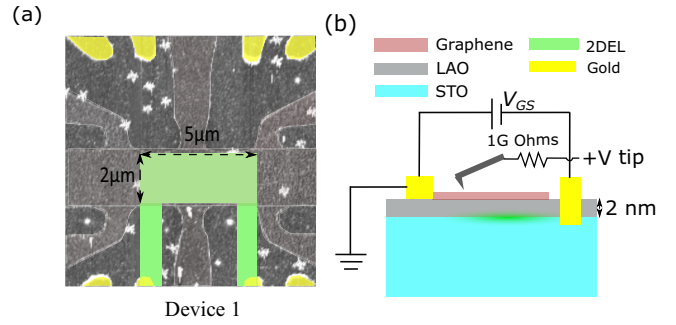 (a)
5μm
2μm
Device 1
(b)
Graphene
LAO
STO
2DEL
Gold
V_GS
1G Ohms
+V tip
2 nm